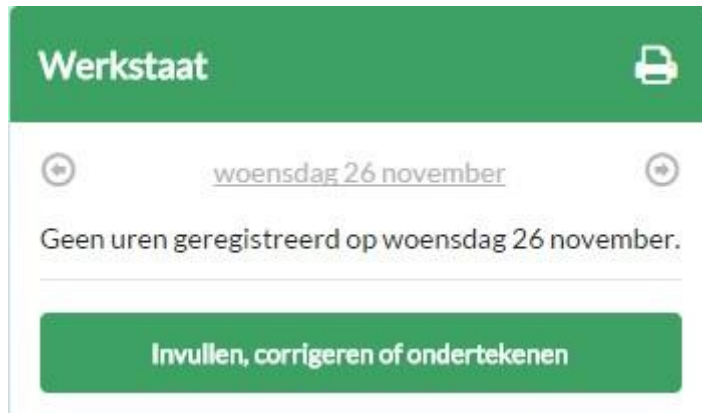 Werkstaat
woensdag 26 november
Geen uren geregistreerd op woensdag 26 november.
Invullen, corrigeren of ondertekenen